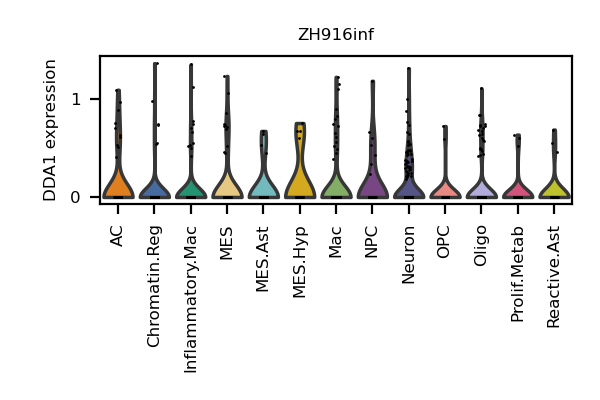 ZH916inf
DDA1 expression
1
0
AC
Chromatin.Reg
Inflammatory.Mac
MES
MES.Ast
MES.Hyp
Mac
NPC
Neuron
OPC
Oligo
Prolif.Metab
Reactive.Ast